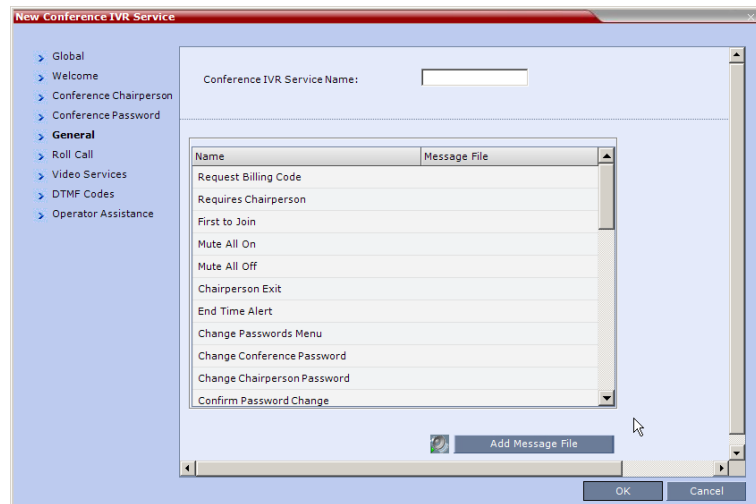 New Conference IVR Service
Global
Welcome
Conference Chairperson
Conference Password
General
Roll Call
Video Services
DTMF Codes
Operator Assistance
Conference IVR Service Name:
Name Message File
Request Billing Code
Requires Chairperson
First to Join
Mute All On
Mute All Off
Chairperson Exit
End Time Alert
Change Passwords Menu
Change Conference Password
Change Chairperson Password
Confirm Password Change
Add Message File
OK Cancel